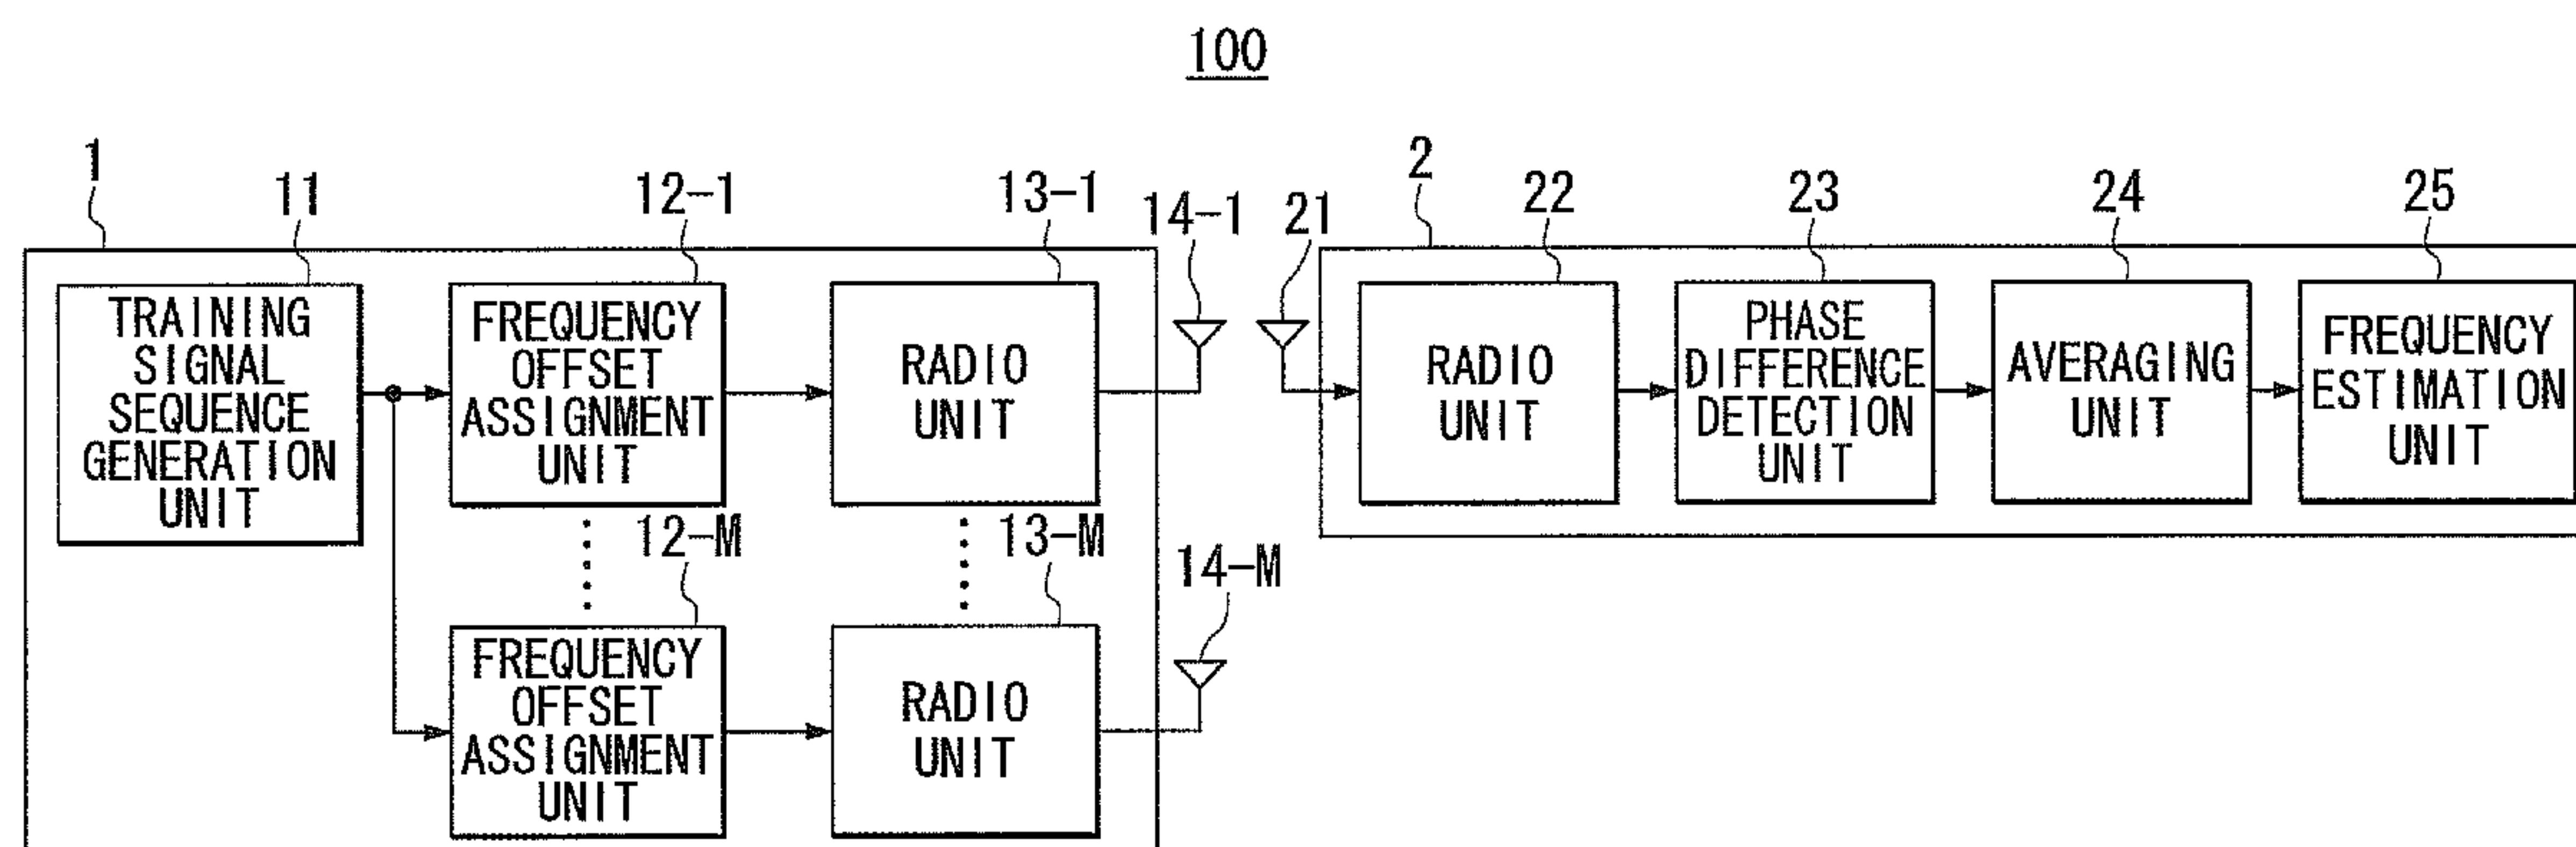 100
1
11
12-1
13-1
14-1
21
2
22
23
24
25
TRAINING
SIGNAL
SEQUENCE
GENERATION
UNIT
FREQUENCY
OFFSET
ASSIGNMENT
UNIT
RADIO
UNIT
RADIO
UNIT
PHASE
DIFFERENCE
DETECTION
UNIT
AVERAGING
UNIT
FREQUENCY
ESTIMATION
UNIT
12-M
13-M
14-M
FREQUENCY
OFFSET
ASSIGNMENT
UNIT
RADIO
UNIT